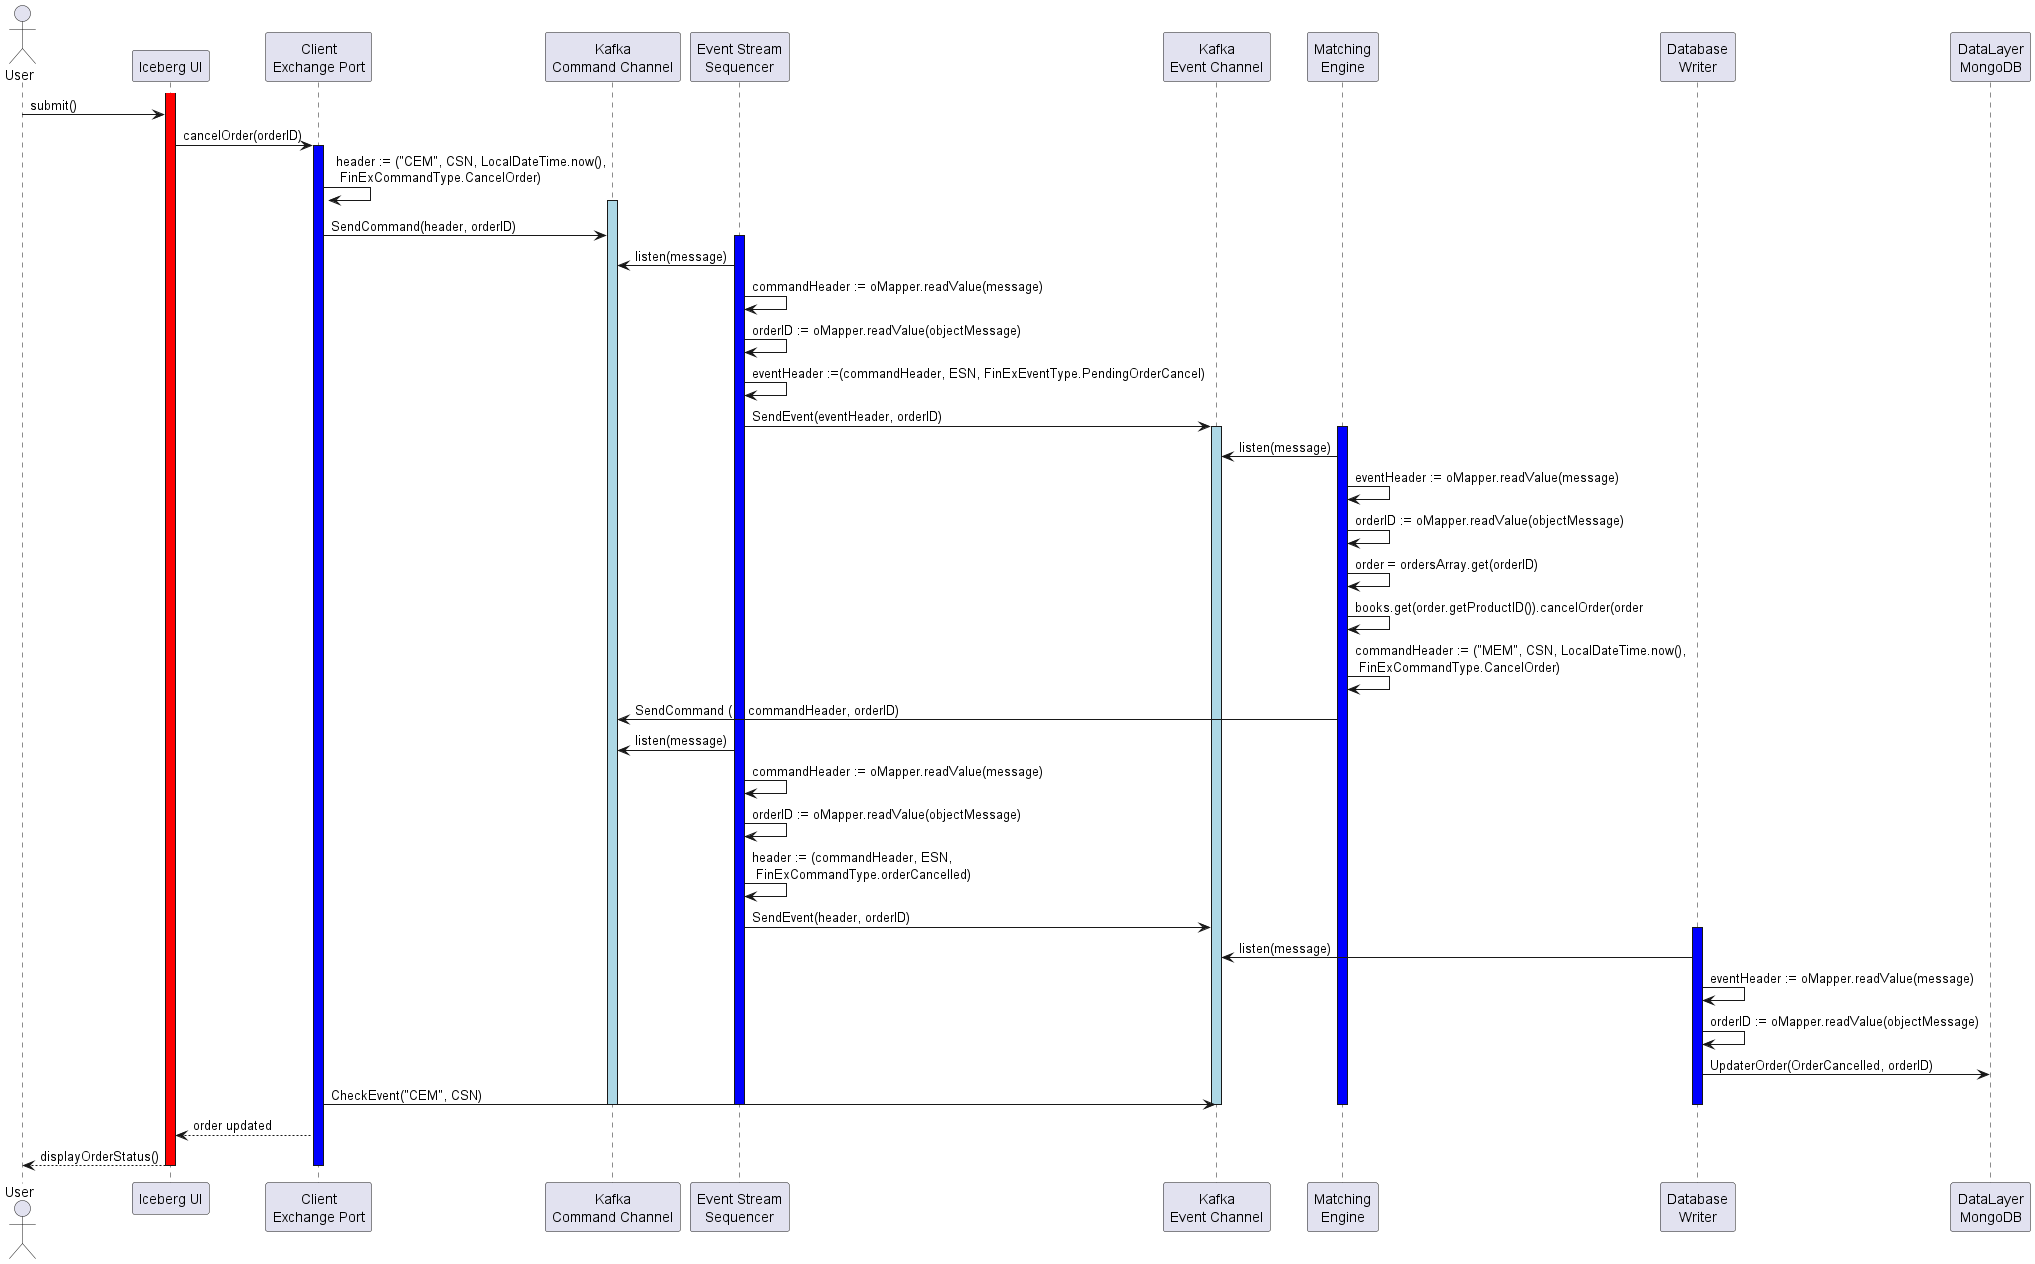 User
Iceberg UI
Client
Exchange Port
Kafka
Command Channel
Event Stream
Sequencer
Kafka
Event Channel
Matching
Engine
Database
Writer
DataLayer
MongoDB
submit()
cancelOrder(orderID)
header := ("CEM", CSN, LocalDateTime.now(),
FinExCommandType.CancelOrder)
SendCommand(header, orderID)
listen(message)
commandHeader := oMapper.readValue(message)
orderID := oMapper.readValue(objectMessage)
eventHeader :=(commandHeader, ESN, FinExEventType.PendingOrderCancel)
SendEvent(eventHeader, orderID)
listen(message)
eventHeader := oMapper.readValue(message)
orderID := oMapper.readValue(objectMessage)
order = ordersArray.get(orderID)
books.get(order.getProductID()).cancelOrder(order
commandHeader := ("MEM", CSN, LocalDateTime.now(),
FinExCommandType.CancelOrder)
SendCommand ( commandHeader, orderID)
listen(message)
commandHeader := oMapper.readValue(message)
orderID := oMapper.readValue(objectMessage)
header := (commandHeader, ESN,
FinExCommandType.orderCancelled)
SendEvent(header, orderID)
listen(message)
eventHeader := oMapper.readValue(message)
orderID := oMapper.readValue(objectMessage)
UpdaterOrder(OrderCancelled, orderID)
CheckEvent("CEM", CSN)
order updated
displayOrderStatus()
User
Iceberg UI
Client
Exchange Port
Kafka
Command Channel
Event Stream
Sequencer
Kafka
Event Channel
Matching
Engine
Database
Writer
DataLayer
MongoDB